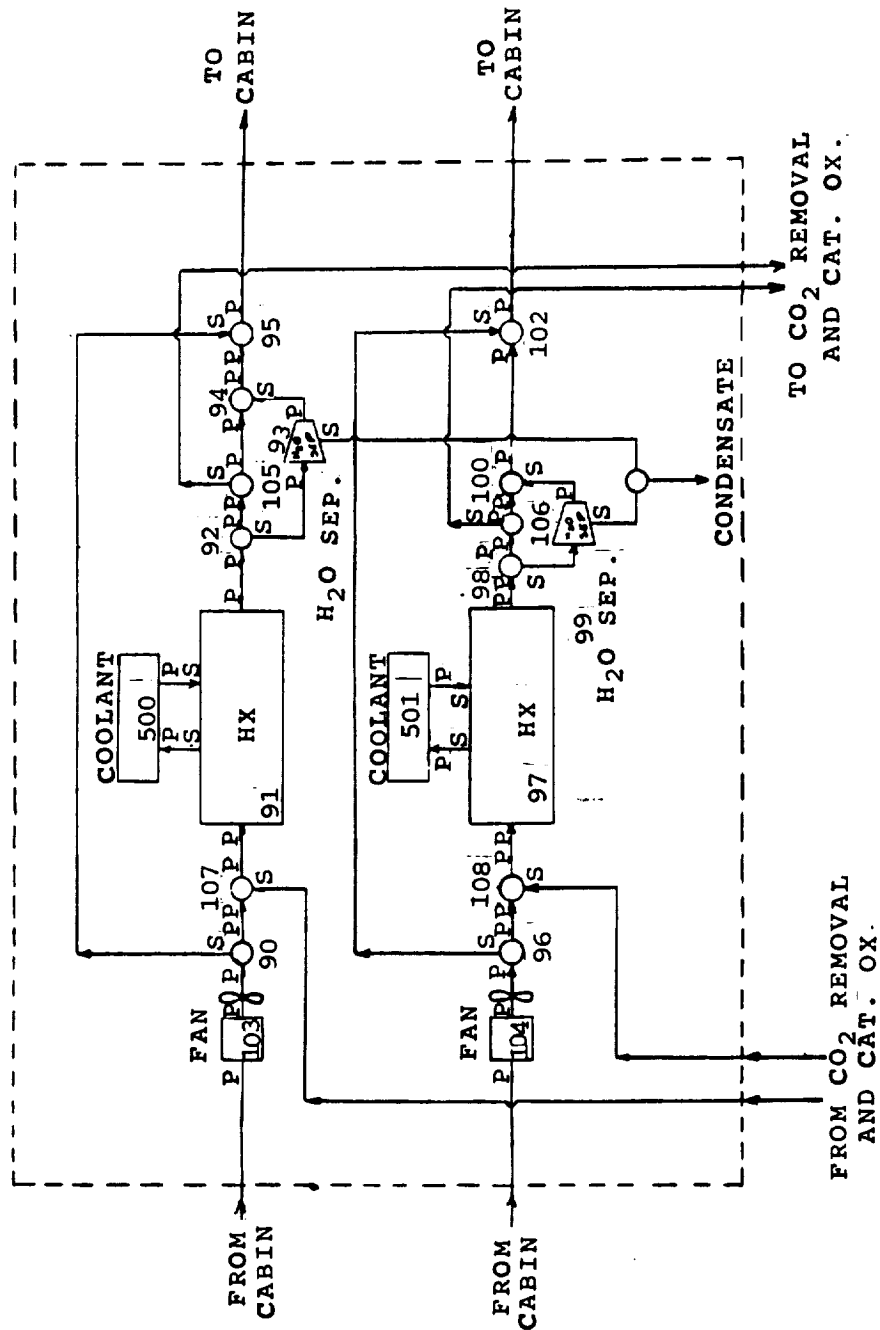 FROM
CABIN
P
FAN
103
P
P
90
S
P
P
107
S
P
P
HX
91
COOLANT
500
P
S
P
S
P
P
92
S
P
P
105
S
P
P
H₂O SEP.
93
P
P
S
94
P
S
P
P
95
S
P
TO
CABIN
FROM
CABIN
P
FAN
104
P
P
96
S
P
P
108
S
P
P
HX
97
COOLANT
501
P
S
P
S
P
P
98
S
P
P
S
P
106
P
100
S
P
99
H₂O SEP.
P
S
P
102
S
P
TO
CABIN
CONDENSATE
FROM CO₂ REMOVAL
AND CAT. OX.
TO CO₂ REMOVAL
AND CAT. OX.